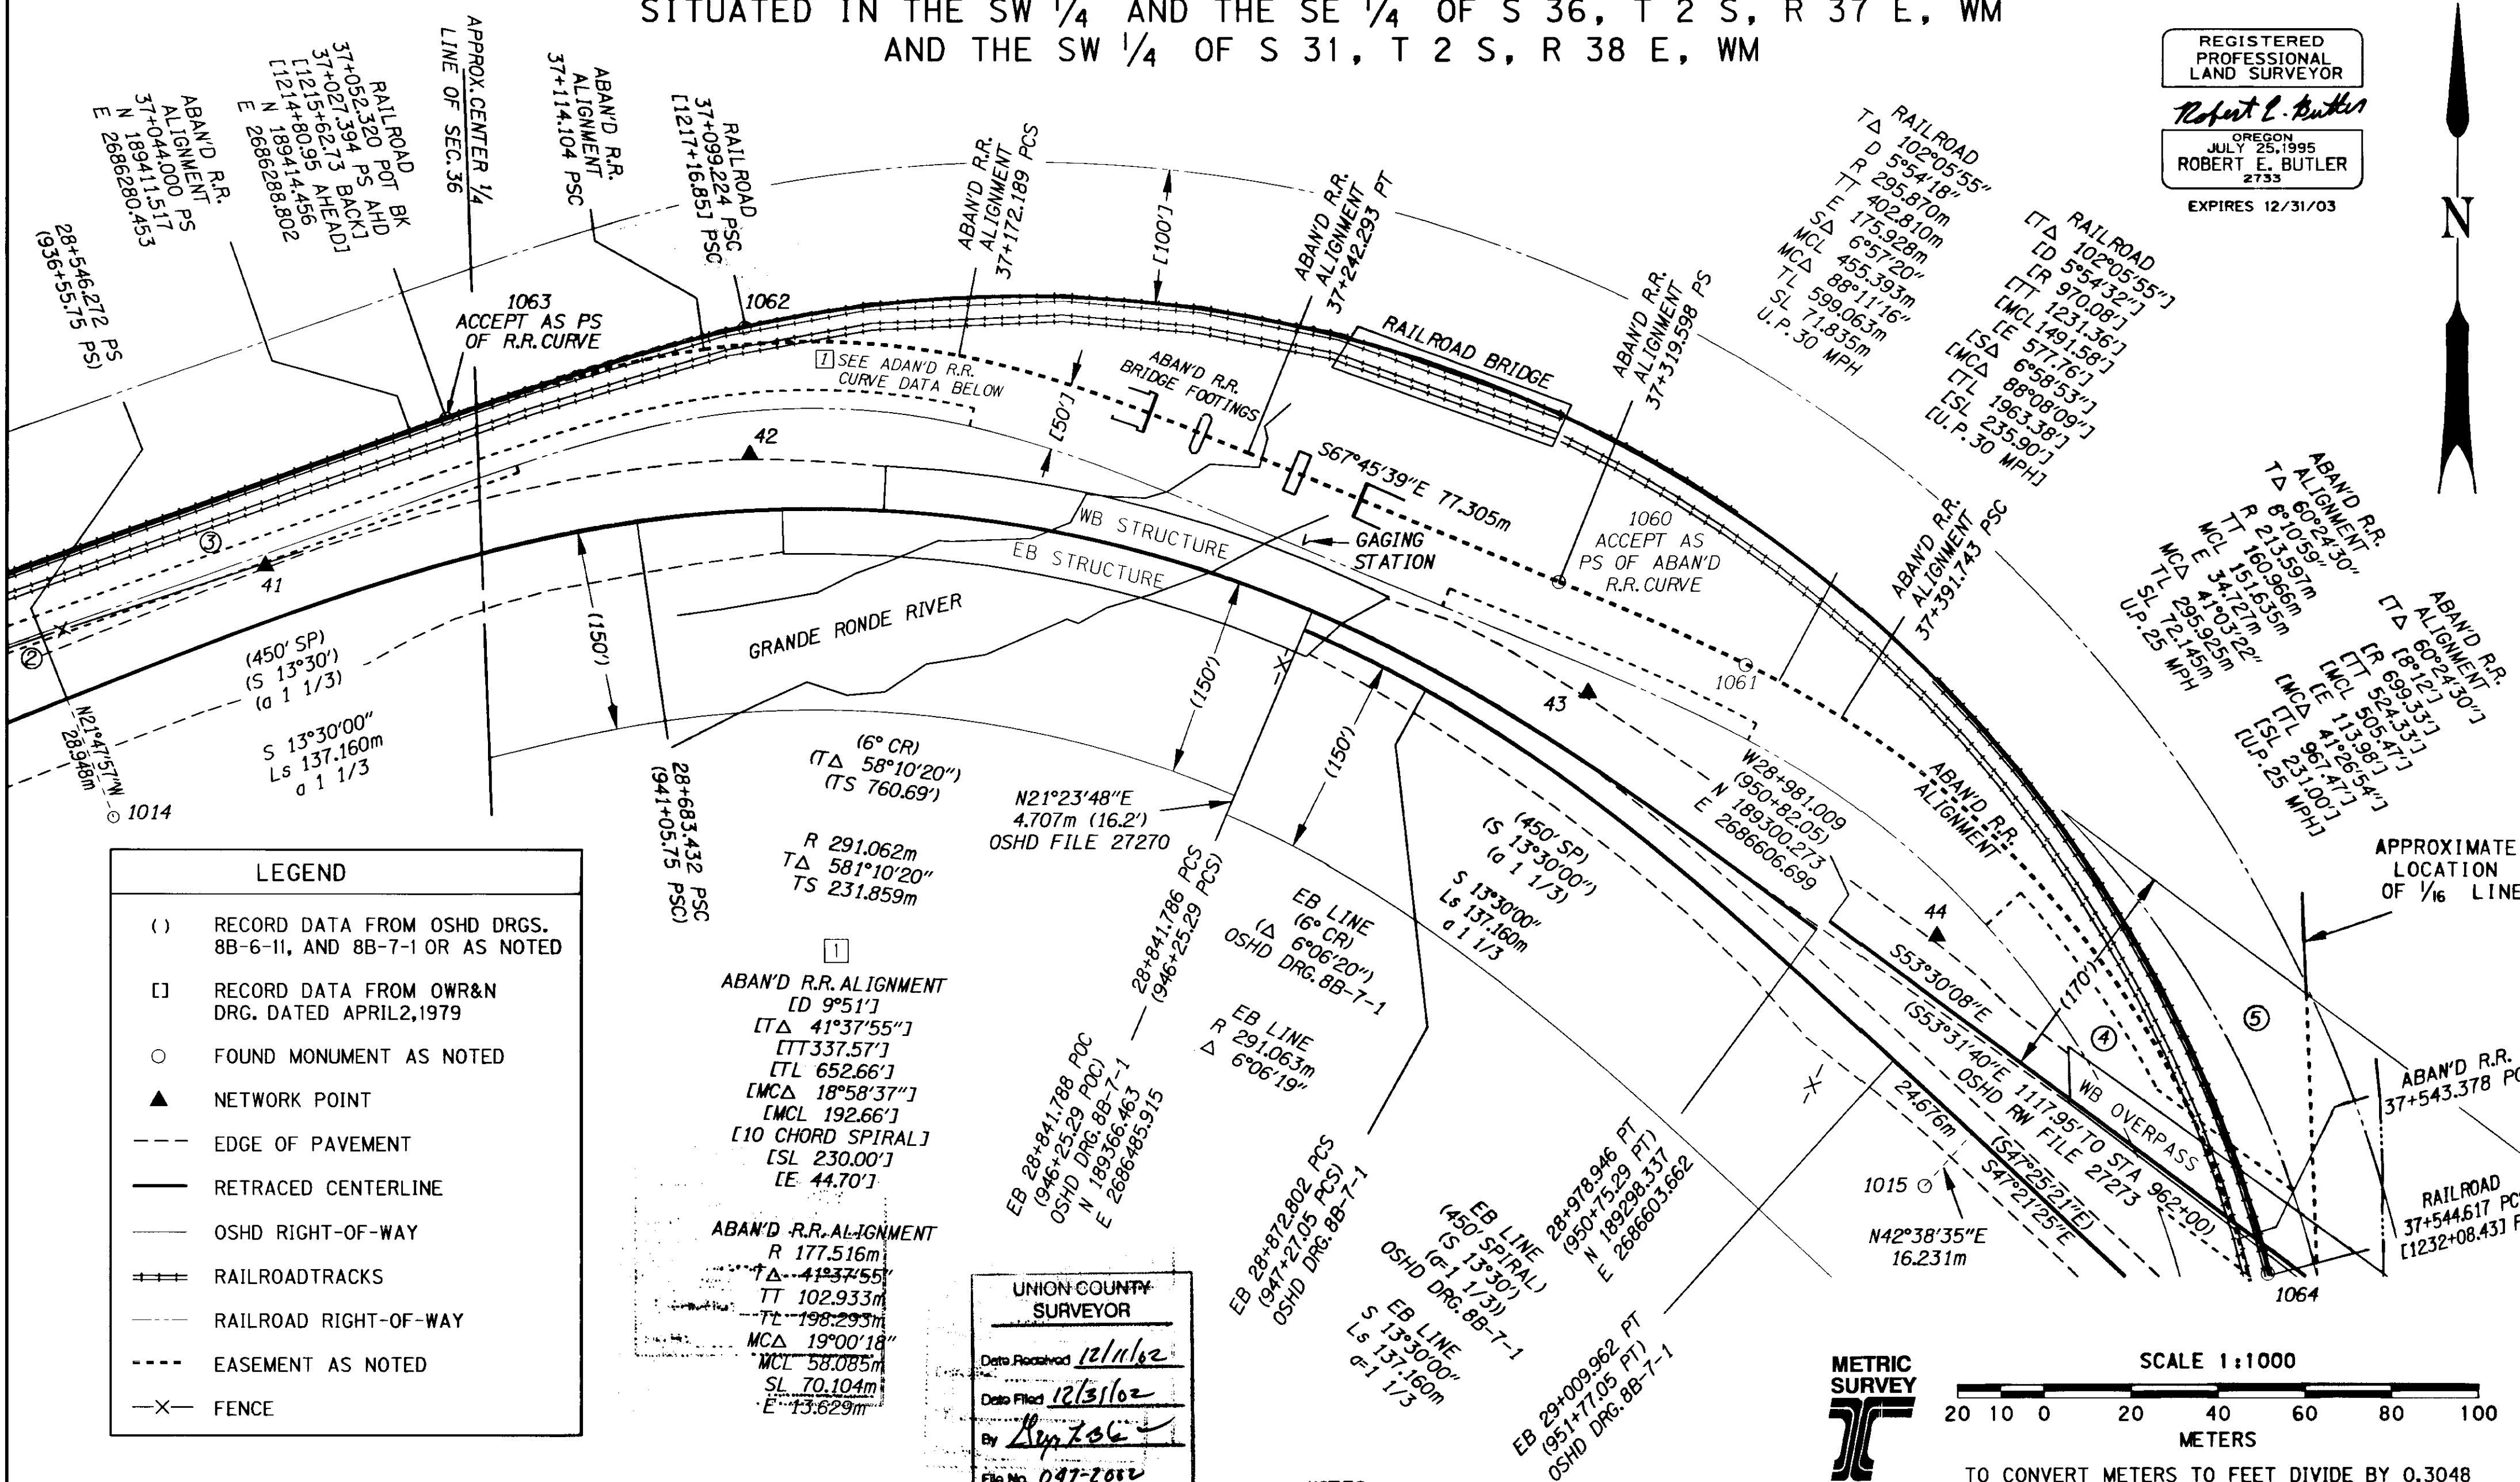 SITUATED IN THE SW 1/4 AND THE SE 1/4 OF S 36, T 2 S, R 37 E, WM
AND THE SW 1/4 OF S 31, T 2 S, R 38 E, WM
REGISTERED
PROFESSIONAL
LAND SURVEYOR
Robert E. Butler
OREGON
JULY 25,1995
ROBERT E. BUTLER
2733
EXPIRES 12/31/03
N
28+546.272 PS
(936+55.75 PS)
ABAN'D R.R.
ALIGNMENT
37+044.000 PS
N 189411.517
E 2686280.453
RAILROAD
37+052.320 POT BK
37+027.394 PS AHD
[1215+62.73 BACK]
[1214+80.95 AHEAD]
N 189414.456
E 2686288.802
APPROX.CENTER 1/4
LINE OF SEC.36
ABAN'D R.R.
ALIGNMENT
37+114.104 PSC
RAILROAD
37+099.224 PSC
[1217+16.85] PSC
ABAN'D R.R.
ALIGNMENT
37+172.189 PCS
[100']
ABAN'D R.R.
ALIGNMENT
37+242.293 PT
ABAN'D R.R.
ALIGNMENT
37+319.598 PS
RAILROAD
T△ 102°05'55"
D 5°54'18"
R 295.870m
TT 402.810m
E 175.928m
S△ 6°57'20"
MCL 455.393m
MC△ 88°11'16"
TL 599.063m
SL 71.835m
U.P.30 MPH
RAILROAD
[T△ 102°05'55"]
[D 5°54'32"]
[R 970.08']
[TT 1231.36']
[MCL1491.58']
[E 577.76']
[S△ 6°58'53"]
[MC△ 88°08'09"]
[TL 1963.38']
[SL 235.90']
[U.P.30 MPH]
1063
ACCEPT AS PS
OF R.R.CURVE
1062
1 SEE ADAN'D R.R.
CURVE DATA BELOW
[50']
ABAN'D R.R.
BRIDGE FOOTINGS
RAILROAD BRIDGE
S67°45'39"E 77.305m
GAGING
STATION
1060
ACCEPT AS
PS OF ABAN'D
R.R.CURVE
ABAN'D R.R.
ALIGNMENT
37+391.743 PSC
ABAN'D R.R.
ALIGNMENT
T△ 60°24'30"
8°10'59"
R 213.597m
TT 160.966m
MCL 151.635m
E 34.727m
MC△ 41°03'22"
TL 295.925m
SL 72.145m
U.P.25 MPH
ABAN'D R.R.
ALIGNMENT
[T△ 60°24'30"]
[8°12']
[R 699.33']
[TT 524.33']
[MCL 505.47']
[E 113.98']
[MC△ 41°26'54"]
[TL 967.47']
[SL 231.00']
[U.P.25 MPH]
42
3
41
2
WB STRUCTURE
EB STRUCTURE
GRANDE RONDE RIVER
(150')
(150')
(150')
1061
43
(450' SP)
(S 13°30')
(a 1 1/3)
S 13°30'00"
Ls 137.160m
a 1 1/3
N21°47'57"W
28.948m
1014
28+683.432 PSC
(941+05.75 PSC)
(6° CR)
(T△ 58°10'20")
(TS 760.69')
R 291.062m
T△ 581°10'20"
TS 231.859m
N21°23'48"E
4.707m (16.2')
OSHD FILE 27270
28+841.786 PCS
(946+25.29 PCS)
(450' SP)
(S 13°30'00")
(a 1 1/3)
S 13°30'00"
Ls 137.160m
a 1 1/3
W28+981.009
(950+82.05)
N 189300.273
E 2686606.699
ABAN'D R.R.
ALIGNMENT
44
APPROXIMATE
LOCATION
OF 1/16 LINE
EB LINE
(6° CR)
(△ 6°06'20")
OSHD DRG.8B-7-1
EB LINE
R 291.063m
△ 6°06'19"
S53°30'08"E
(S53°31'40"E 1117.95' TO STA 962+00)
OSHD RW FILE 27273
(170')
4
5
WB OVERPASS
(S47°25'21"E)
S47°21'25"E
24.676m
1015
N42°38'35"E
16.231m
ABAN'D R.R.
37+543.378
RAILROAD
37+544.617
[1232+08.43]
1064
EB 28+841.788 POC
(946+25.29 POC)
OSHD DRG.8B-7-1
N 189366.463
E 2686485.915
EB 28+872.802 PCS
(947+27.05 PCS)
OSHD DRG.8B-7-1
28+978.946 PT
(950+75.29 PT)
N 189298.337
E 2686603.662
EB LINE
(450' SPIRAL)
(S 13°30')
(a=1 1/3)
OSHD DRG.8B-7-1
EB LINE
S 13°30'00"
Ls 137.160m
a=1 1/3
EB 29+009.962 PT
(951+77.05 PT)
OSHD DRG.8B-7-1
LEGEND
( ) RECORD DATA FROM OSHD DRGS.
8B-6-11, AND 8B-7-1 OR AS NOTED
[] RECORD DATA FROM OWR&N
DRG. DATED APRIL2,1979
FOUND MONUMENT AS NOTED
NETWORK POINT
EDGE OF PAVEMENT
RETRACED CENTERLINE
OSHD RIGHT-OF-WAY
RAILROADTRACKS
RAILROAD RIGHT-OF-WAY
EASEMENT AS NOTED
FENCE
1
ABAN'D R.R.ALIGNMENT
[D 9°51']
[T△ 41°37'55"]
[TT337.57']
[TL 652.66']
[MC△ 18°58'37"]
[MCL 192.66']
[10 CHORD SPIRAL]
[SL 230.00']
[E 44.70']
ABAN'D R.R.ALIGNMENT
R 177.516m
T△ 41°37'55"
TT 102.933m
TL 198.293m
MC△ 19°00'18"
MCL 58.085m
SL 70.104m
E 13.629m
UNION COUNTY
SURVEYOR
Date Received 12/11/02
Date Filed 12/31/02
By
File No. 047-2002
METRIC
SURVEY
SCALE 1:1000
20 10 0 20 40 60 80 100
METERS
TO CONVERT METERS TO FEET DIVIDE BY 0.3048